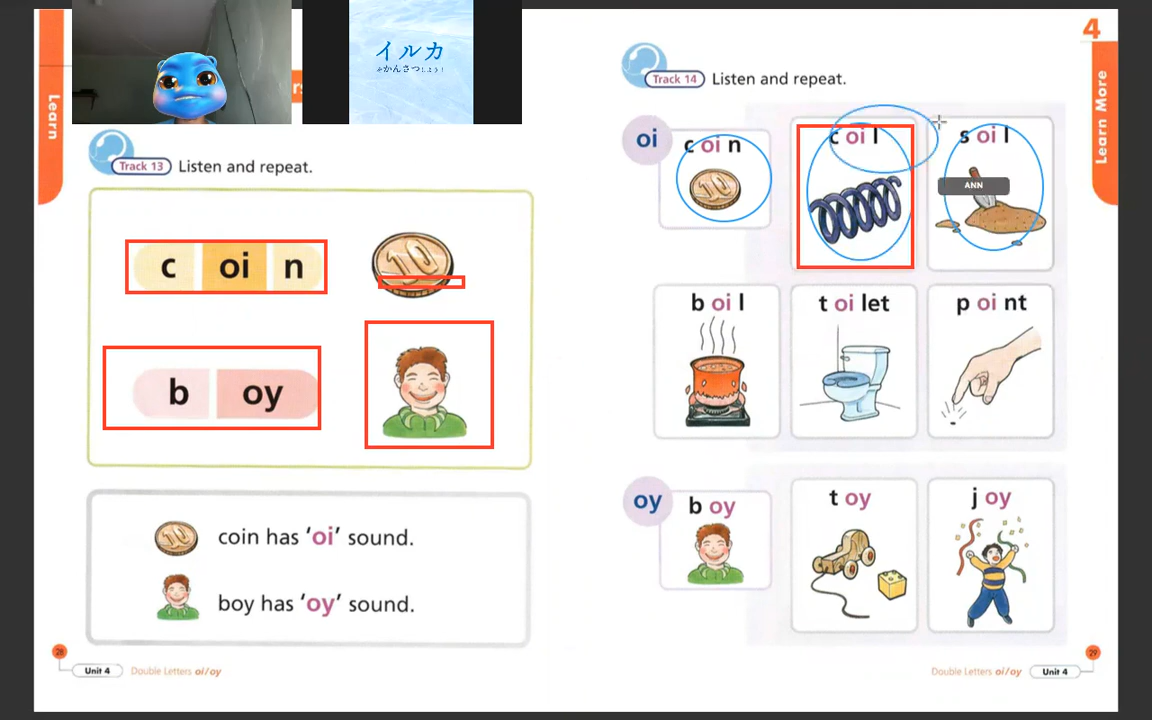 イルカ
をかんさつしよう!
Learn
Track 13 Listen and repeat.
c oi n
10
b oy
coin has 'oi' sound.
boy has 'oy' sound.
28
Unit 4 Double Letters oi/oy
4
Learn More
Track 14 Listen and repeat.
oi
c oi n
c oi l
s oi l
10
ANN
b oi l
t oi let
p oi nt
oy
b oy
t oy
j oy
29
Double Letters oi/oy Unit 4